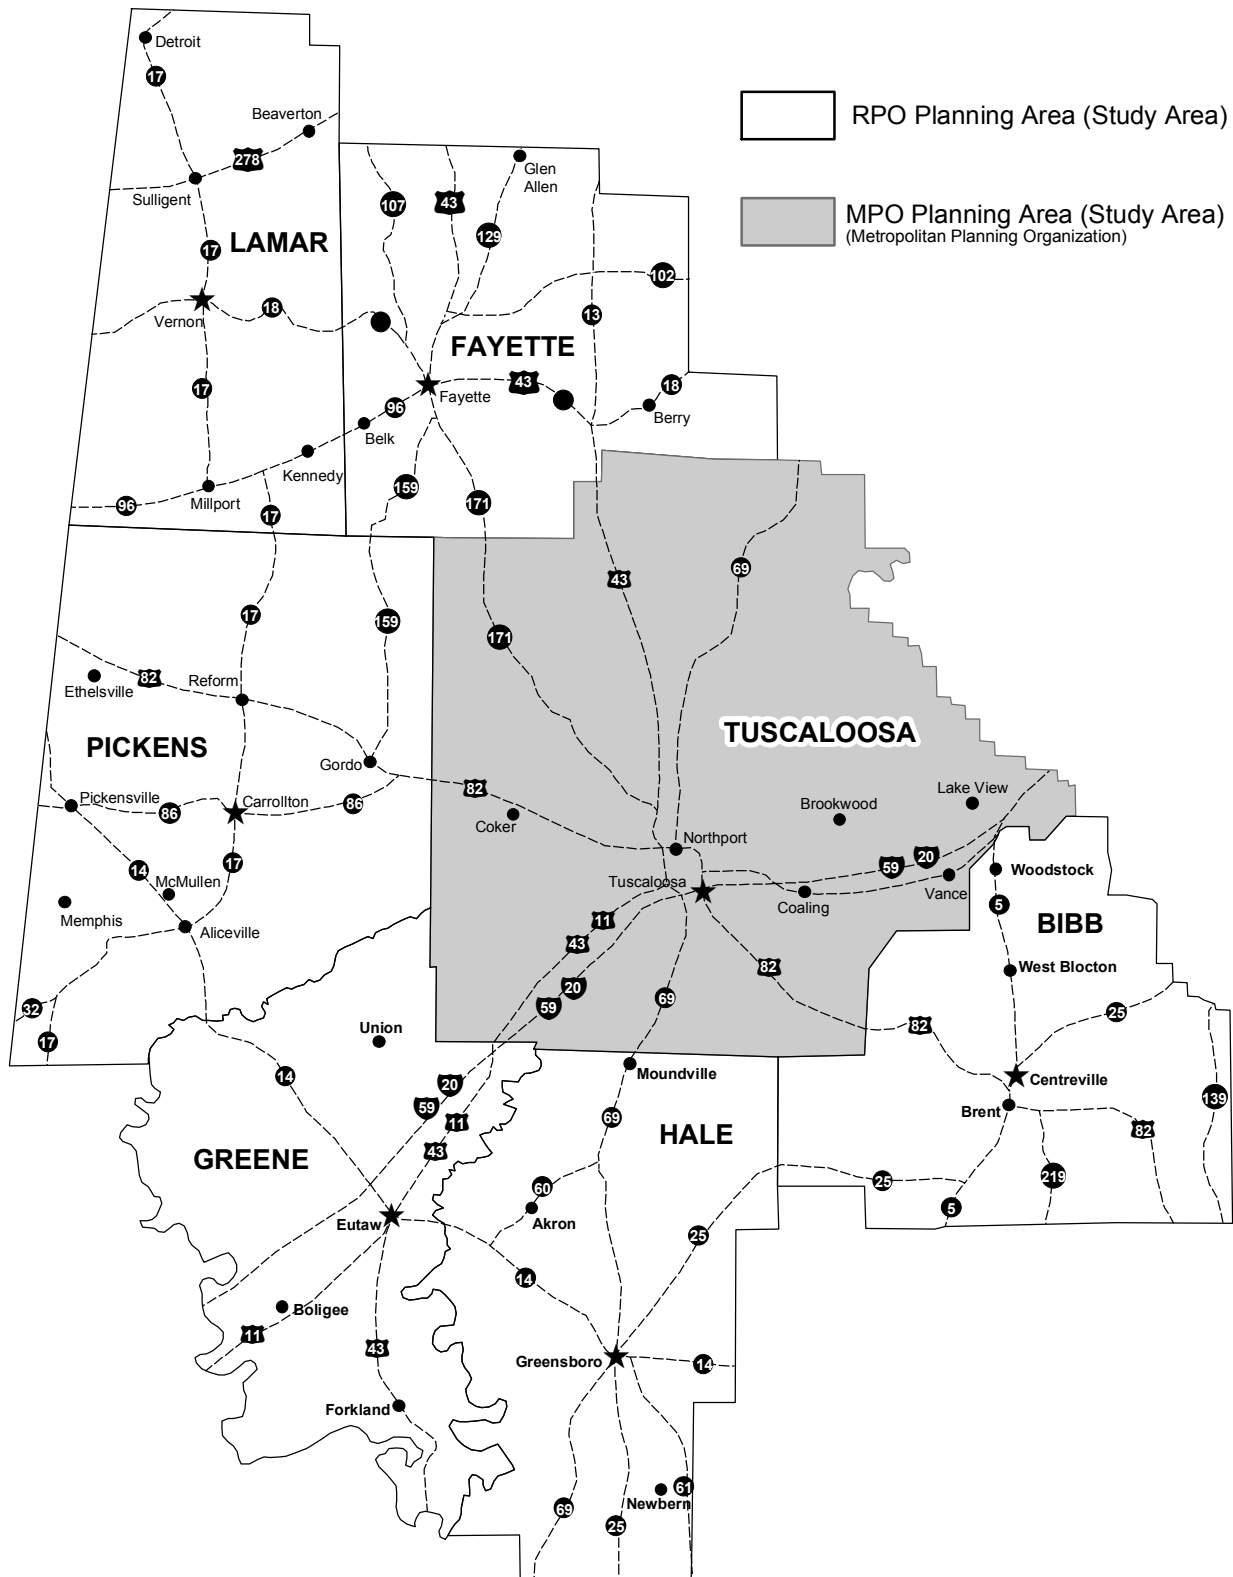 Detroit
17
Beaverton
278
Sulligent
17
LAMAR
Vernon
18
17
Kennedy
Millport
96
17
RPO Planning Area (Study Area)
MPO Planning Area (Study Area)
(Metropolitan Planning Organization)
Glen
Allen
107
43
129
102
13
FAYETTE
43
18
Fayette
96
Berry
Belk
159
171
43
69
171
17
159
82
Ethelsville
Reform
PICKENS
Gordo
Pickensville
86
Carrollton
86
14
17
McMullen
Memphis
Aliceville
32
17
TUSCALOOSA
82
Coker
Lake View
Brookwood
Northport
59
20
Tuscaloosa
Coaling
Vance
11
43
20
59
82
69
Woodstock
5
BIBB
West Blocton
25
82
Centreville
Brent
139
82
219
25
5
Union
14
20
59
11
43
GREENE
Eutaw
Boligee
11
43
Forkland
Moundville
69
HALE
60
Akron
25
14
Greensboro
14
61
Newbern
69
25